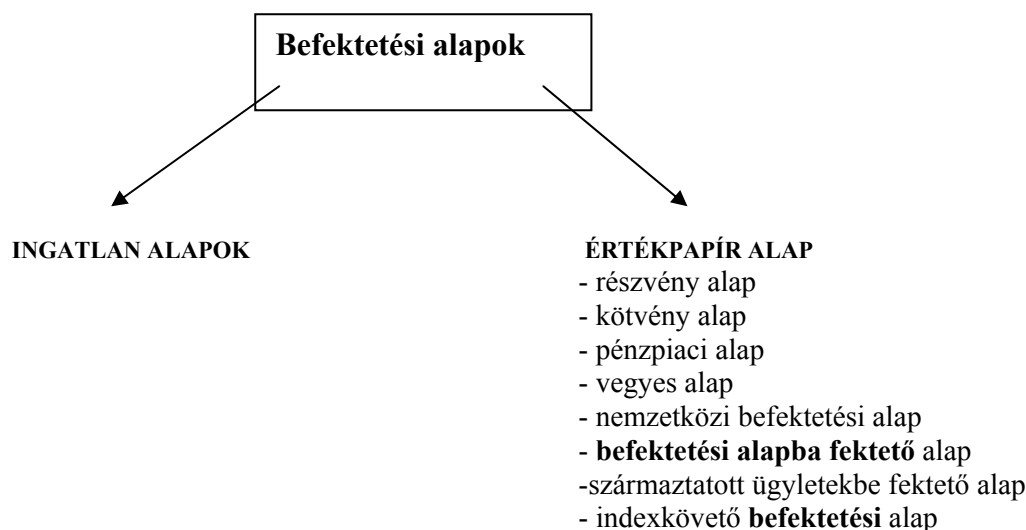 Befektetési alapok
INGATLAN ALAPOK
ÉRTÉKPAPÍR ALAP
- részvény alap
- kötvény alap
- pénzpiaci alap
- vegyes alap
- nemzetközi befektetési alap
- befektetési alapba fektető alap
-származtatott ügyletekbe fektető alap
- indexkövető befektetési alap